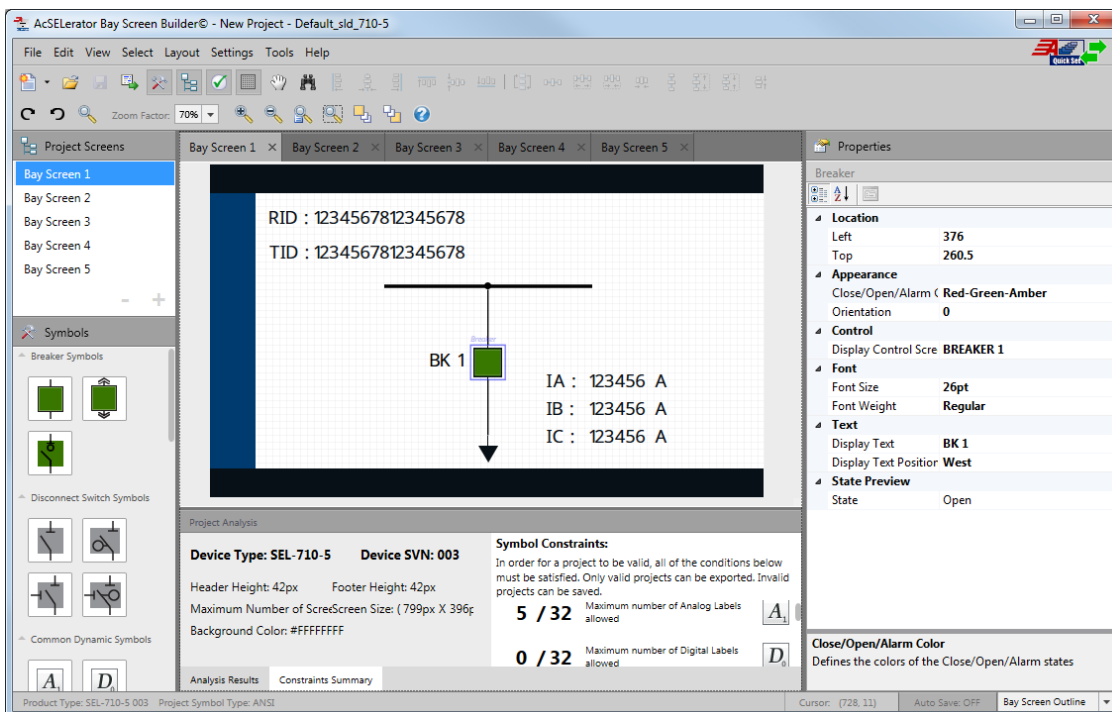 AcSELerator Bay Screen Builder© - New Project - Default_sld_710-5
File Edit View Select Layout Settings Tools Help
Quick Set
Zoom Factor: 70%
Project Screens
Bay Screen 1
Bay Screen 2
Bay Screen 3
Bay Screen 4
Bay Screen 5
Symbols
Breaker Symbols
Disconnect Switch Symbols
Common Dynamic Symbols
A1 D0
Bay Screen 1 × Bay Screen 2 × Bay Screen 3 × Bay Screen 4 × Bay Screen 5 ×
RID : 1234567812345678
TID : 1234567812345678
Breaker
BK 1
IA : 123456 A
IB : 123456 A
IC : 123456 A
Project Analysis
Device Type: SEL-710-5 Device SVN: 003
Header Height: 42px Footer Height: 42px
Maximum Number of ScreeScreen Size: ( 799px X 396p
Background Color: #FFFFFFFF
Symbol Constraints:
In order for a project to be valid, all of the conditions below
must be satisfied. Only valid projects can be exported. Invalid
projects can be saved.
5 / 32 Maximum number of Analog Labels
allowed
A1
0 / 32 Maximum number of Digital Labels
allowed
D0
Analysis Results Constraints Summary
Properties
Breaker
Location
Left 376
Top 260.5
Appearance
Close/Open/Alarm C Red-Green-Amber
Orientation 0
Control
Display Control Scre BREAKER 1
Font
Font Size 26pt
Font Weight Regular
Text
Display Text BK 1
Display Text Position West
State Preview
State Open
Close/Open/Alarm Color
Defines the colors of the Close/Open/Alarm states
Product Type: SEL-710-5 003 Project Symbol Type: ANSI
Cursor: (728, 11) Auto Save: OFF Bay Screen Outline